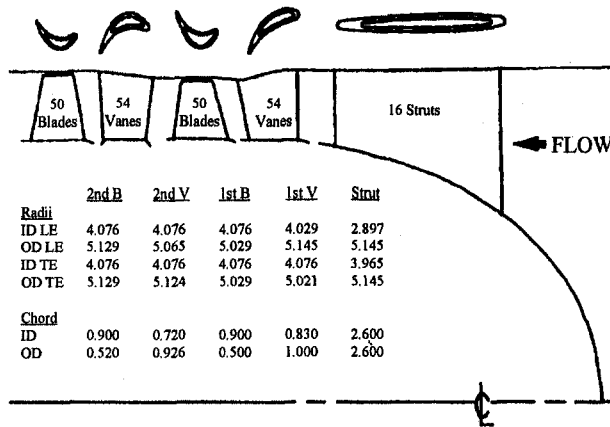 50 54 50 54
Blades Vanes Blades Vanes
16 Struts
FLOW
2nd B 2nd V 1st B 1st V Strut
Radii
ID LE 4.076 4.076 4.076 4.029 2.897
OD LE 5.129 5.065 5.029 5.145 5.145
ID TE 4.076 4.076 4.076 4.076 3.965
OD TE 5.129 5.124 5.029 5.021 5.145
Chord
ID 0.900 0.720 0.900 0.830 2.600
OD 0.520 0.926 0.500 1.000 2.600